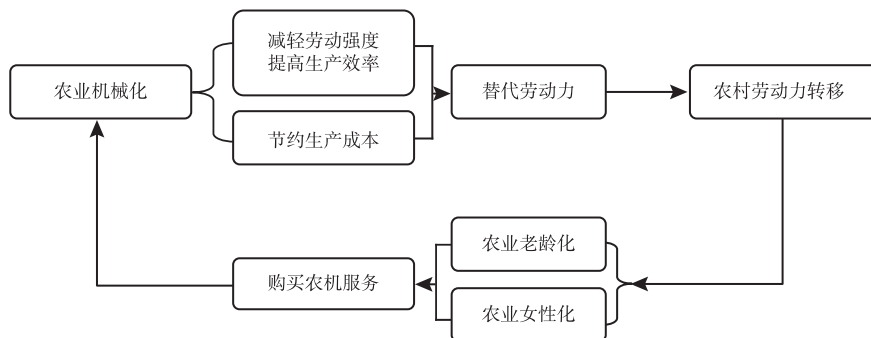 减轻劳动强度
提高生产效率
农业机械化
替代劳动力
农村劳动力转移
节约生产成本
农业老龄化
购买农机服务
农业女性化